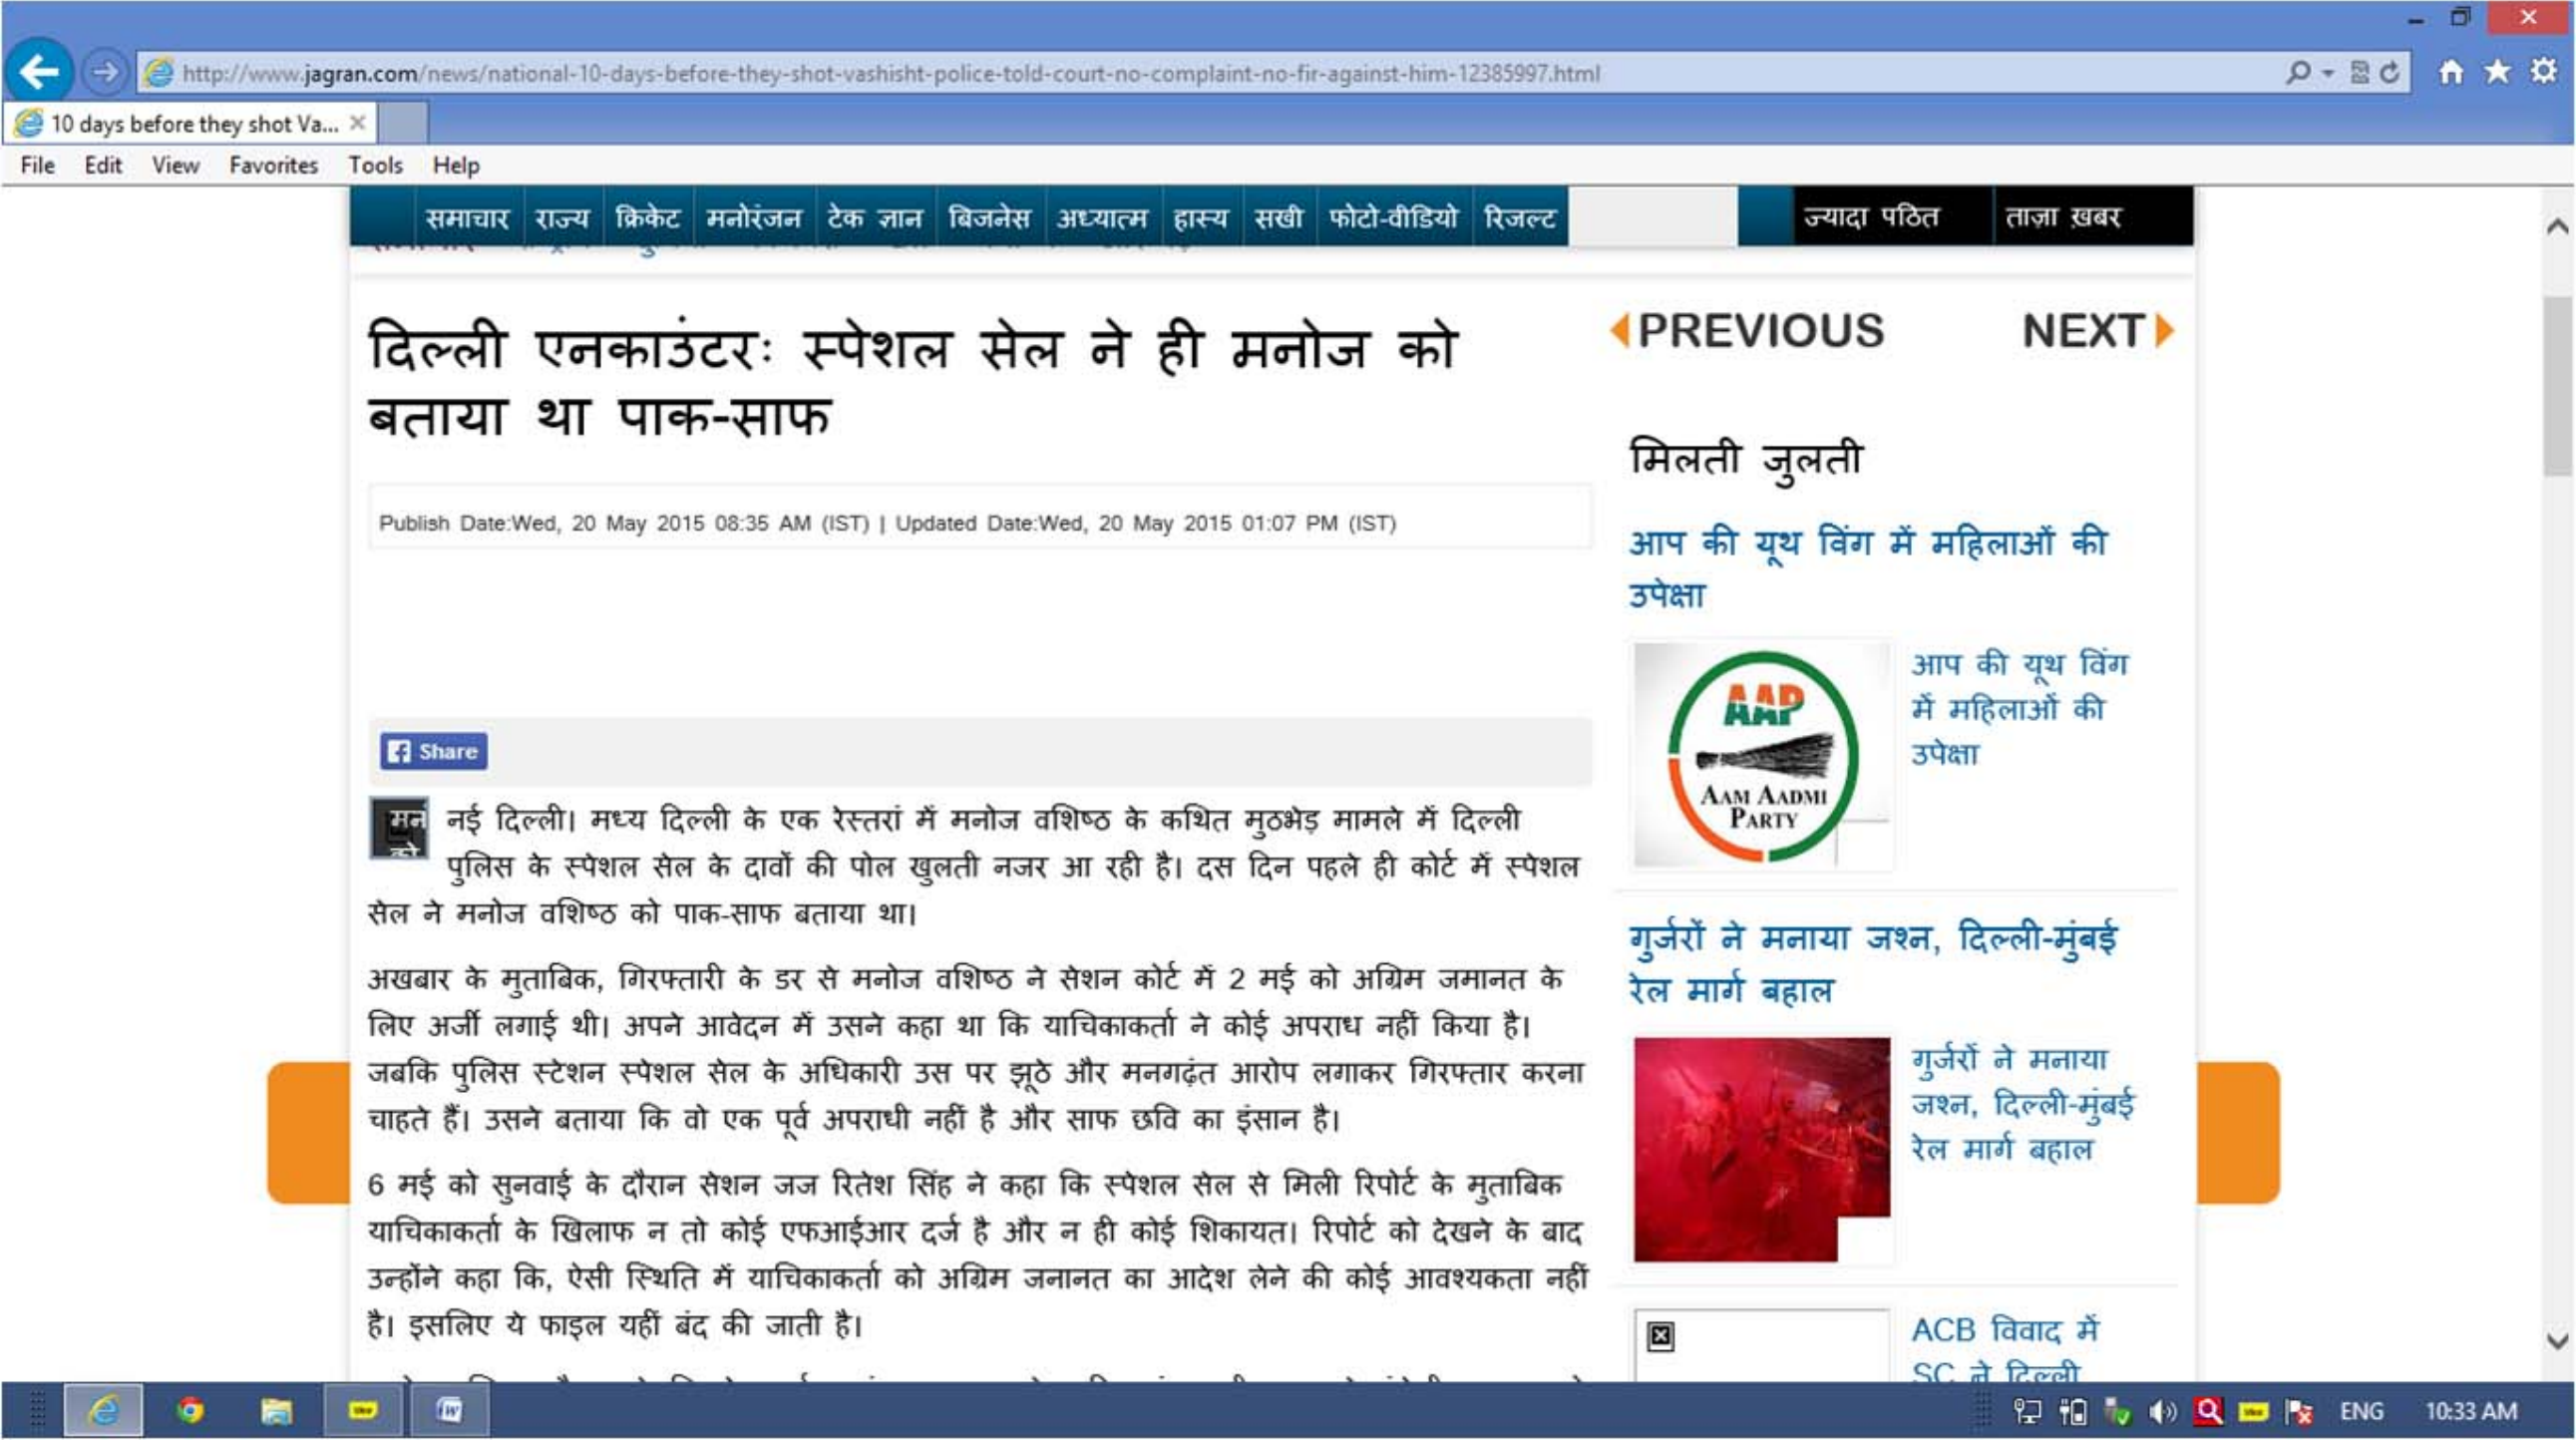 http://www.jagran.com/news/national-10-days-before-they-shot-vashisht-police-told-court-no-complaint-no-fir-against-him-12385997.html
10 days before they shot Va...
File Edit View Favorites Tools Help
समाचार राज्य क्रिकेट मनोरंजन टेक ज्ञान बिजनेस अध्यात्म हास्य सखी फोटो-वीडियो रिजल्ट ज्यादा पठित ताज़ा ख़बर
दिल्ली एनकाउंटरः स्पेशल सेल ने ही मनोज को
बताया था पाक-साफ
Publish Date:Wed, 20 May 2015 08:35 AM (IST) | Updated Date:Wed, 20 May 2015 01:07 PM (IST)
Share
मन
को
नई दिल्ली। मध्य दिल्ली के एक रेस्तरां में मनोज वशिष्ठ के कथित मुठभेड़ मामले में दिल्ली
पुलिस के स्पेशल सेल के दावों की पोल खुलती नजर आ रही है। दस दिन पहले ही कोर्ट में स्पेशल
सेल ने मनोज वशिष्ठ को पाक-साफ बताया था।
अखबार के मुताबिक, गिरफ्तारी के डर से मनोज वशिष्ठ ने सेशन कोर्ट में 2 मई को अग्रिम जमानत के
लिए अर्जी लगाई थी। अपने आवेदन में उसने कहा था कि याचिकाकर्ता ने कोई अपराध नहीं किया है।
जबकि पुलिस स्टेशन स्पेशल सेल के अधिकारी उस पर झूठे और मनगढ़ंत आरोप लगाकर गिरफ्तार करना
चाहते हैं। उसने बताया कि वो एक पूर्व अपराधी नहीं है और साफ छवि का इंसान है।
6 मई को सुनवाई के दौरान सेशन जज रितेश सिंह ने कहा कि स्पेशल सेल से मिली रिपोर्ट के मुताबिक
याचिकाकर्ता के खिलाफ न तो कोई एफआईआर दर्ज है और न ही कोई शिकायत। रिपोर्ट को देखने के बाद
उन्होंने कहा कि, ऐसी स्थिति में याचिकाकर्ता को अग्रिम जनानत का आदेश लेने की कोई आवश्यकता नहीं
है। इसलिए ये फाइल यहीं बंद की जाती है।
PREVIOUS NEXT
मिलती जुलती
आप की यूथ विंग में महिलाओं की
उपेक्षा
AAP
AAM AADMI
PARTY
आप की यूथ विंग
में महिलाओं की
उपेक्षा
गुर्जरों ने मनाया जश्न, दिल्ली-मुंबई
रेल मार्ग बहाल
गुर्जरों ने मनाया
जश्न, दिल्ली-मुंबई
रेल मार्ग बहाल
ACB विवाद में
SC ने दिल्ली
ENG 10:33 AM